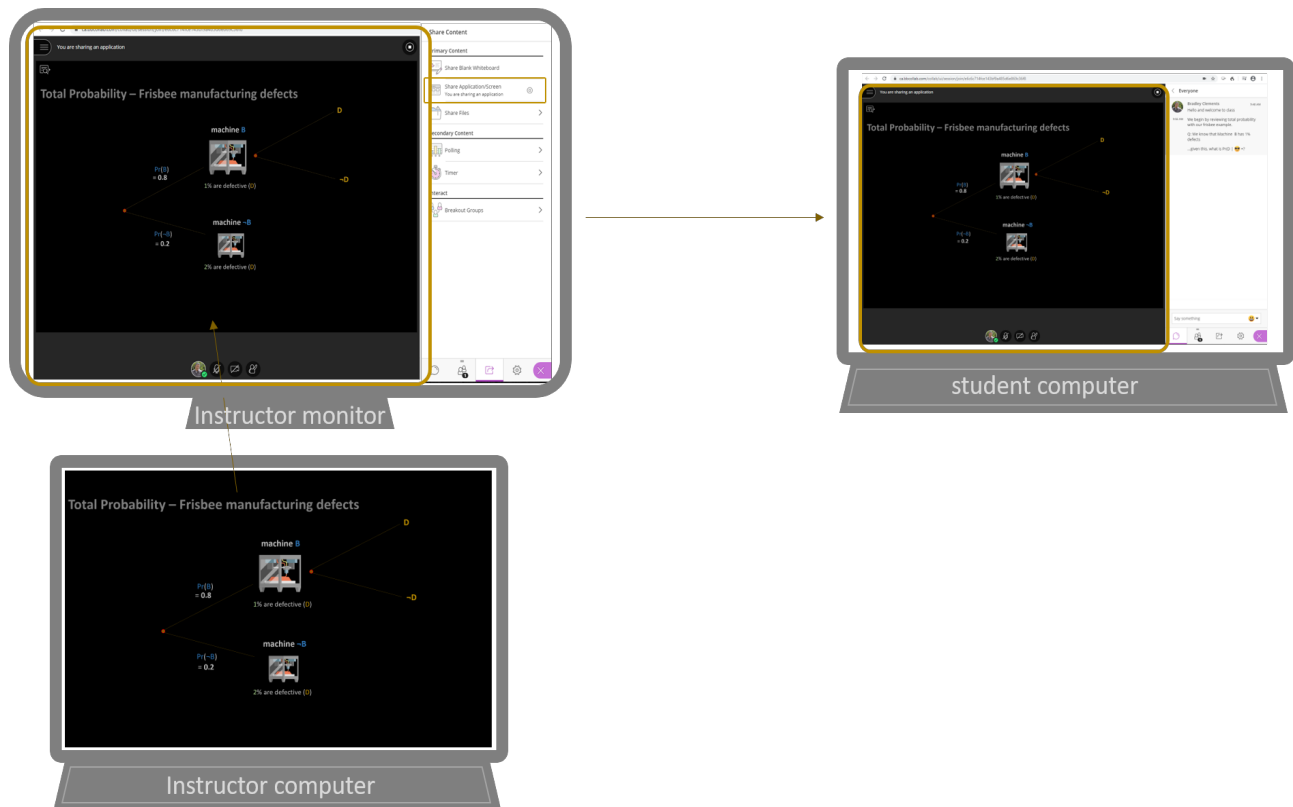 You are sharing an application
Total Probability – Frisbee manufacturing defects
D
machine B
Pr(B)
= 0.8
1% are defective (D)
¬D
machine ¬B
Pr(¬B)
= 0.2
2% are defective (D)
Share Content
Primary Content
Share Blank Whiteboard
Share Application/Screen
You are sharing an application
Share Files
Secondary Content
Polling
Timer
Interact
Breakout Groups
Instructor monitor
You are sharing an application
Total Probability – Frisbee manufacturing defects
D
machine B
Pr(B)
= 0.8
1% are defective (D)
¬D
machine ¬B
Pr(¬B)
= 0.2
2% are defective (D)
Everyone
Bradley Clements
Hello and welcome to class
We begin by reviewing total probability
with our frisbee example.
Say something
student computer
Total Probability – Frisbee manufacturing defects
D
machine B
Pr(B)
= 0.8
1% are defective (D)
¬D
machine ¬B
Pr(¬B)
= 0.2
2% are defective (D)
Instructor computer